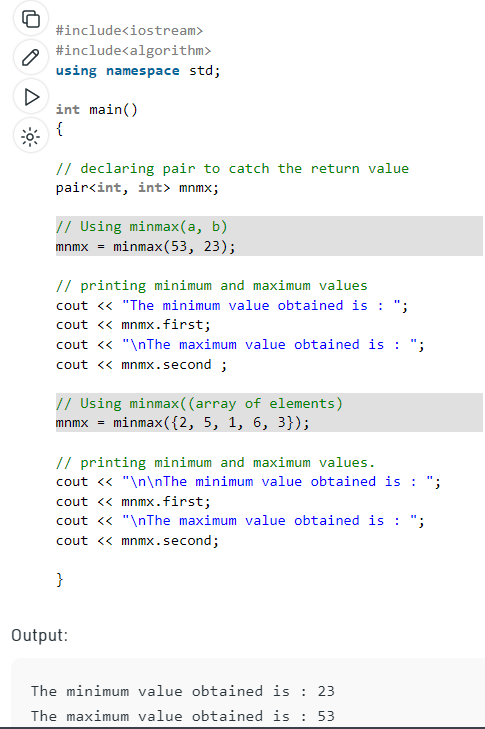 #include<iostream>
#include<algorithm>
using namespace std;
int main()
{
// declaring pair to catch the return value
pair<int, int> mnmx;
// Using minmax(a, b)
mnmx = minmax(53, 23);
// printing minimum and maximum values
cout << "The minimum value obtained is : ";
cout << mnmx.first;
cout << "\nThe maximum value obtained is : ";
cout << mnmx.second ;
// Using minmax((array of elements)
mnmx = minmax({2, 5, 1, 6, 3});
// printing minimum and maximum values.
cout << "\n\nThe minimum value obtained is : ";
cout << mnmx.first;
cout << "\nThe maximum value obtained is : ";
cout << mnmx.second;
}
Output:
The minimum value obtained is : 23
The maximum value obtained is : 53